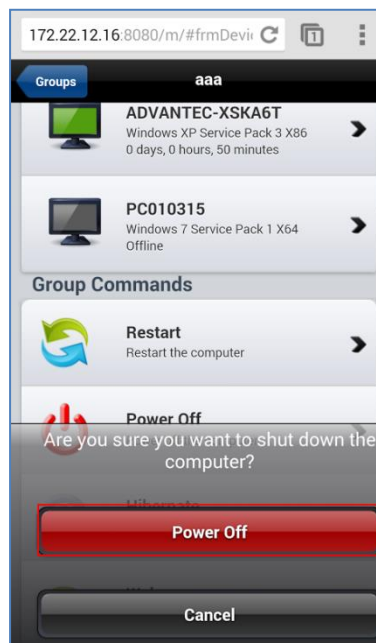 172.22.12.16:8080/m/#frmDevi
1
Groups
aaa
ADVANTEC-XSKA6T
Windows XP Service Pack 3 X86
0 days, 0 hours, 50 minutes
PC010315
Windows 7 Service Pack 1 X64
Offline
Group Commands
Restart
Restart the computer
Power Off
Are you sure you want to shut down the
computer?
Hibernate
Power Off
Cancel